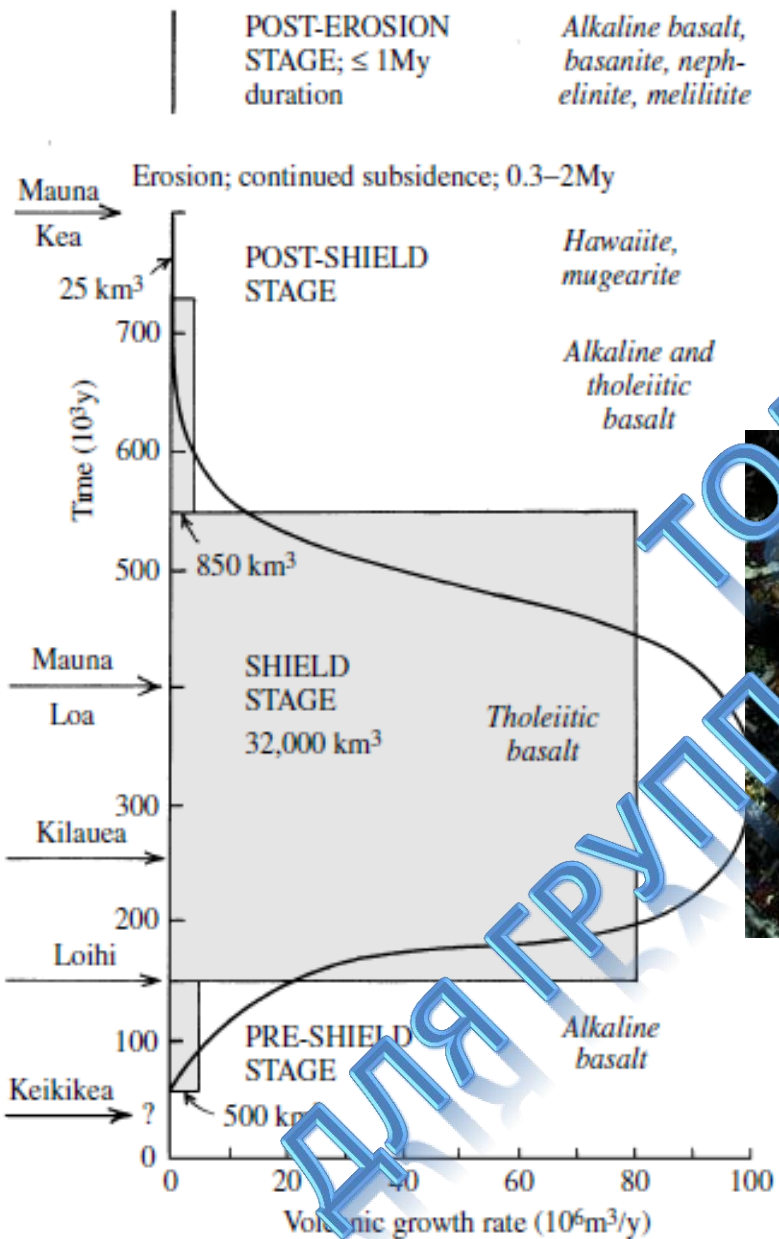 POST-EROSION
STAGE; ≤ 1My
duration
Alkaline basalt,
basanite, neph-
elinite, melilitite
Erosion; continued subsidence; 0.3–2My
Mauna
Kea
25 km³
POST-SHIELD
STAGE
Hawaiite,
mugearite
Alkaline and
tholeiitic
basalt
700
600
500
300
200
100
0
Time (10³y)
850 km³
Mauna
Loa
SHIELD
STAGE
32,000 km³
Tholeiitic
basalt
Kilauea
Loihi
PRE-SHIELD
STAGE
Alkaline
basalt
Keikikea
?
500 km
0
20
40
60
80
100
Volcanic growth rate (10⁶m³/y)
ДЛЯ ГРУПП